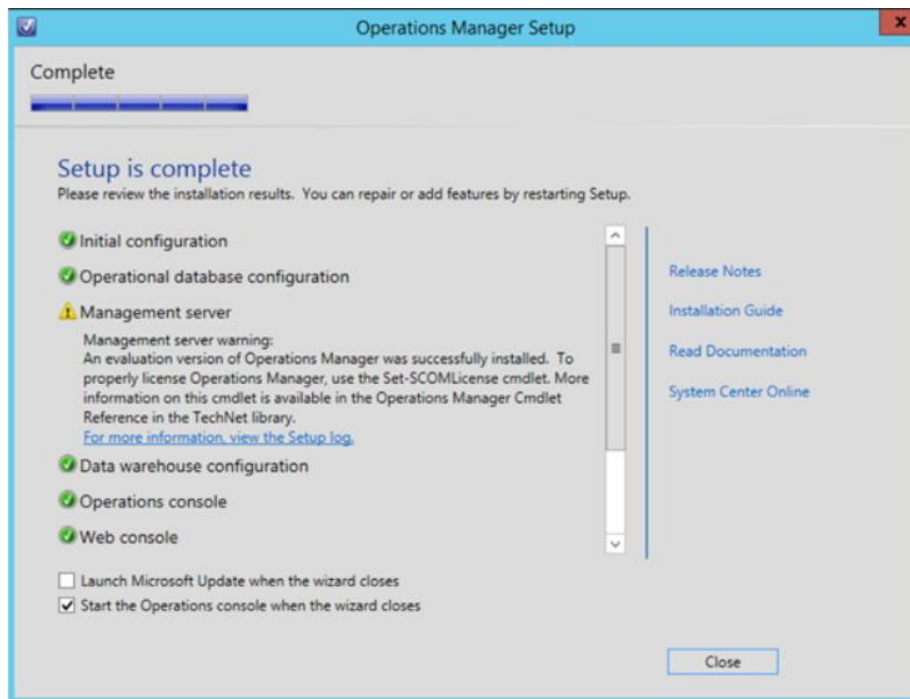 Operations Manager Setup
x
Complete
Setup is complete
Please review the installation results. You can repair or add features by restarting Setup.
Initial configuration
Operational database configuration
Management server
Management server warning:
An evaluation version of Operations Manager was successfully installed. To
properly license Operations Manager, use the Set-SCOMLicense cmdlet. More
information on this cmdlet is available in the Operations Manager Cmdlet
Reference in the TechNet library.
For more information, view the Setup log.
Data warehouse configuration
Operations console
Web console
Release Notes
Installation Guide
Read Documentation
System Center Online
Launch Microsoft Update when the wizard closes
Start the Operations console when the wizard closes
Close